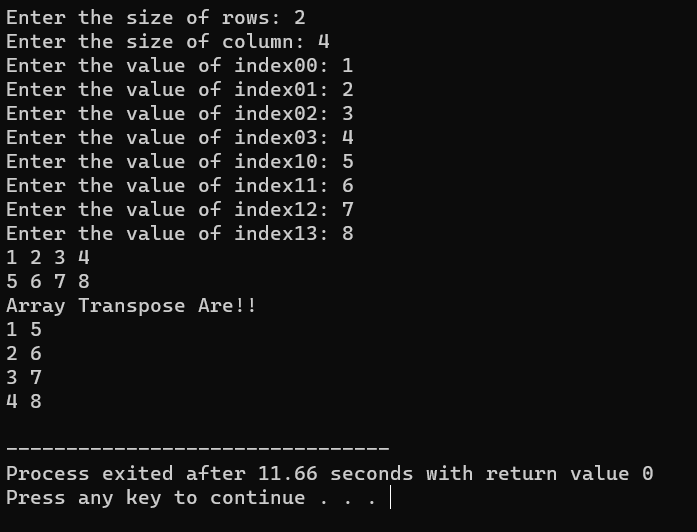 Enter the size of rows: 2
Enter the size of column: 4
Enter the value of index00: 1
Enter the value of index01: 2
Enter the value of index02: 3
Enter the value of index03: 4
Enter the value of index10: 5
Enter the value of index11: 6
Enter the value of index12: 7
Enter the value of index13: 8
1 2 3 4
5 6 7 8
Array Transpose Are!!
1 5
2 6
3 7
4 8
--------------------------------
Process exited after 11.66 seconds with return value 0
Press any key to continue . . .